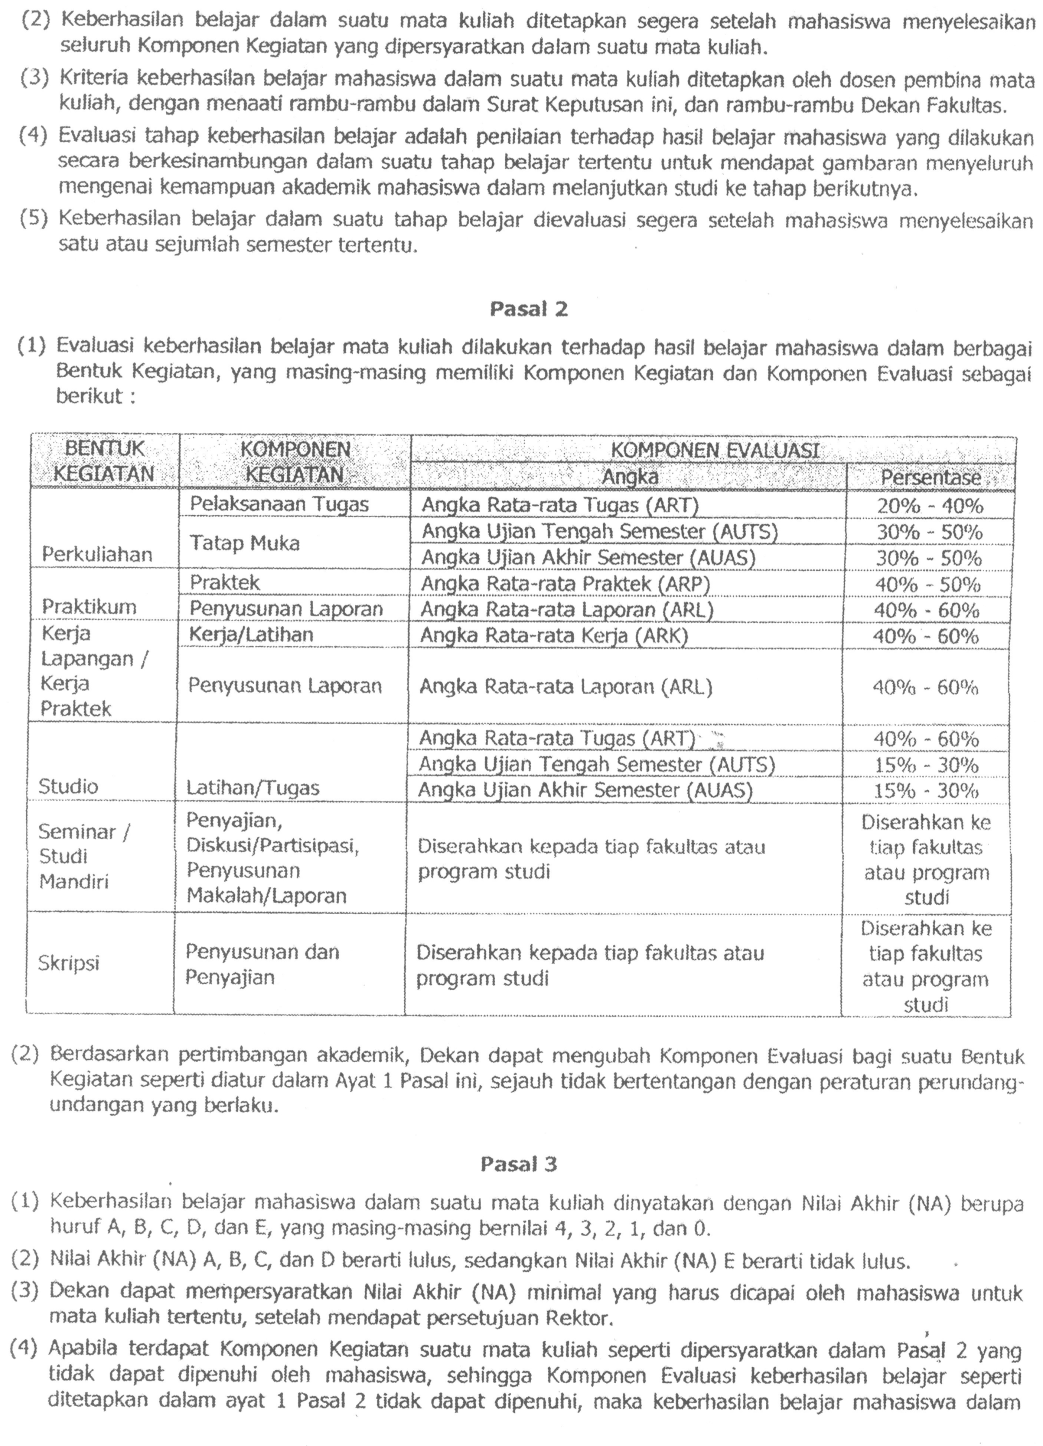 (2) Keberhasilan belajar dalam suatu mata kuliah ditetapkan segera setelah mahasiswa menyelesaikan
seluruh Komponen Kegiatan yang dipersyaratkan dalam suatu mata kuliah.
(3) Kriteria keberhasilan belajar mahasiswa dalam suatu mata kuliah ditetapkan oleh dosen pembina mata
kuliah, dengan menaati rambu-rambu dalam Surat Keputusan ini, dan rambu-rambu Dekan Fakultas.
(4) Evaluasi tahap keberhasilan belajar adalah penilaian terhadap hasil belajar mahasiswa yang dilakukan
secara berkesinambungan dalam suatu tahap belajar tertentu untuk mendapat gambaran menyeluruh
mengenai kemampuan akademik mahasiswa dalam melanjutkan studi ke tahap berikutnya.
(5) Keberhasilan belajar dalam suatu tahap belajar dievaluasi segera setelah mahasiswa menyelesaikan
satu atau sejumlah semester tertentu.
Pasal 2
(1) Evaluasi keberhasilan belajar mata kuliah dilakukan terhadap hasil belajar mahasiswa dalam berbagai
Bentuk Kegiatan, yang masing-masing memiliki Komponen Kegiatan dan Komponen Evaluasi sebagai
berikut :
BENTUK KOMPONEN KOMPONEN EVALUASI
KEGIATAN KEGIATAN Angka Persentase
Pelaksanaan Tugas Angka Rata-rata Tugas (ART) 20% - 40%
Tatap Muka Angka Ujian Tengah Semester (AUTS) 30% - 50%
Perkuliahan Angka Ujian Akhir Semester (AUAS) 30% - 50%
Praktek Angka Rata-rata Praktek (ARP) 40% - 50%
Praktikum Penyusunan Laporan Angka Rata-rata Laporan (ARL) 40% - 60%
Kerja Kerja/Latihan Angka Rata-rata Kerja (ARK) 40% - 60%
Lapangan /
Kerja Penyusunan Laporan Angka Rata-rata Laporan (ARL) 40% - 60%
Praktek
Angka Rata-rata Tugas (ART) 40% - 60%
Angka Ujian Tengah Semester (AUTS) 15% - 30%
Studio Latihan/Tugas Angka Ujian Akhir Semester (AUAS) 15% - 30%
Seminar / Penyajian, Diserahkan ke
Studi Diskusi/Partisipasi, Diserahkan kepada tiap fakultas atau tiap fakultas
Mandiri Penyusunan program studi atau program
Makalah/Laporan studi
Diserahkan ke
Skripsi Penyusunan dan Diserahkan kepada tiap fakultas atau tiap fakultas
Penyajian program studi atau program
studi
(2) Berdasarkan pertimbangan akademik, Dekan dapat mengubah Komponen Evaluasi bagi suatu Bentuk
Kegiatan seperti diatur dalam Ayat 1 Pasal ini, sejauh tidak bertentangan dengan peraturan perundang-
undangan yang berlaku.
Pasal 3
(1) Keberhasilan belajar mahasiswa dalam suatu mata kuliah dinyatakan dengan Nilai Akhir (NA) berupa
huruf A, B, C, D, dan E, yang masing-masing bernilai 4, 3, 2, 1, dan 0.
(2) Nilai Akhir (NA) A, B, C, dan D berarti lulus, sedangkan Nilai Akhir (NA) E berarti tidak lulus.
(3) Dekan dapat mempersyaratkan Nilai Akhir (NA) minimal yang harus dicapai oleh mahasiswa untuk
mata kuliah tertentu, setelah mendapat persetujuan Rektor.
(4) Apabila terdapat Komponen Kegiatan suatu mata kuliah seperti dipersyaratkan dalam Pasal 2 yang
tidak dapat dipenuhi oleh mahasiswa, sehingga Komponen Evaluasi keberhasilan belajar seperti
ditetapkan dalam ayat 1 Pasal 2 tidak dapat dipenuhi, maka keberhasilan belajar mahasiswa dalam